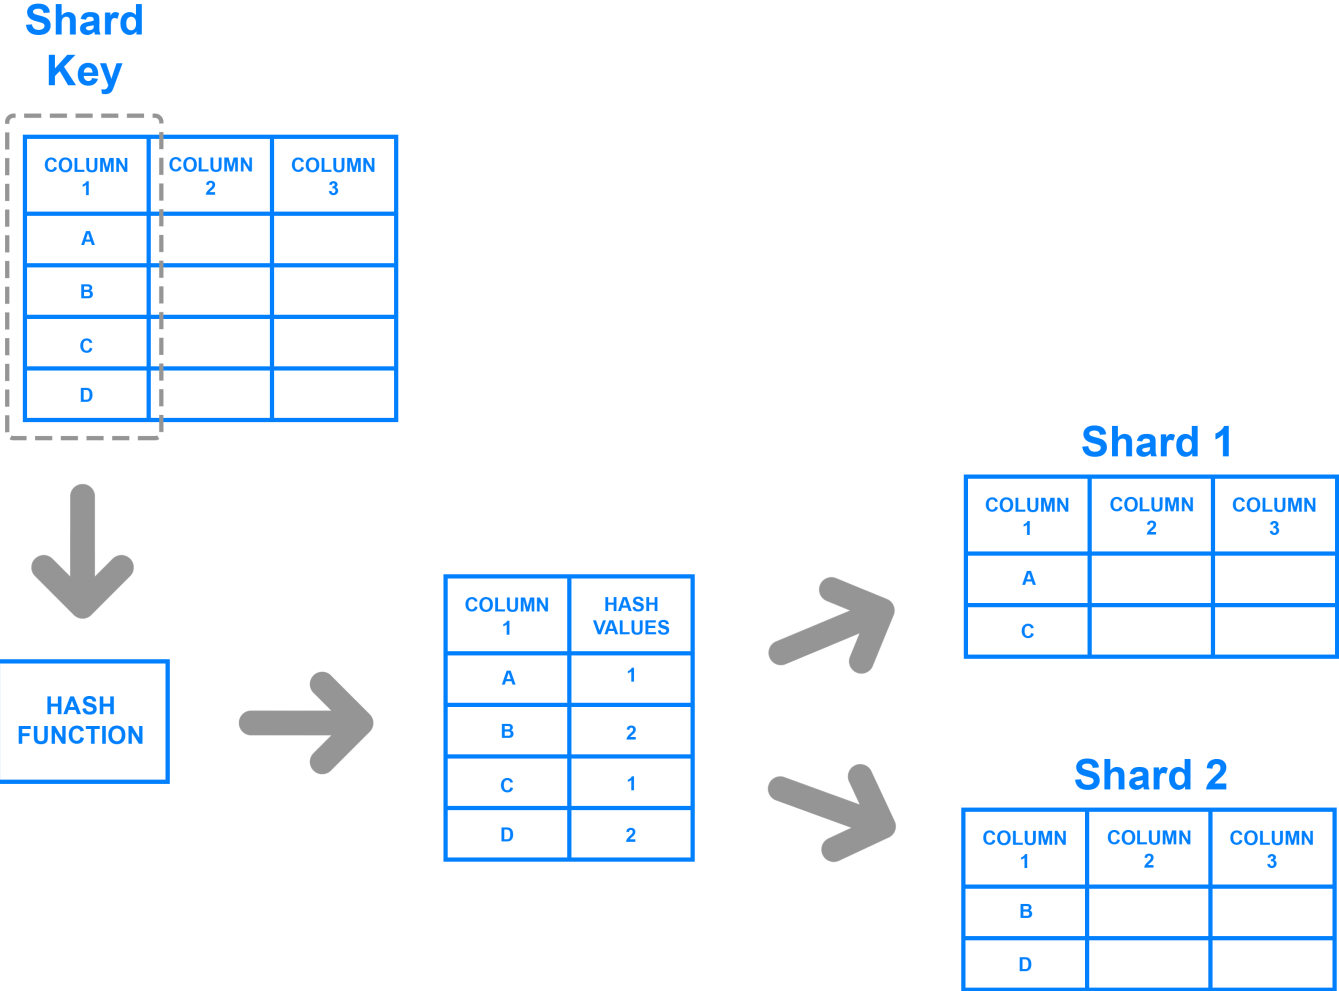 Shard
Key
COLUMN
1
COLUMN
2
COLUMN
3
A
B
C
D
HASH
FUNCTION
COLUMN
1
HASH
VALUES
A
1
B
2
C
1
D
2
Shard 1
COLUMN
1
COLUMN
2
COLUMN
3
A
C
Shard 2
COLUMN
1
COLUMN
2
COLUMN
3
B
D